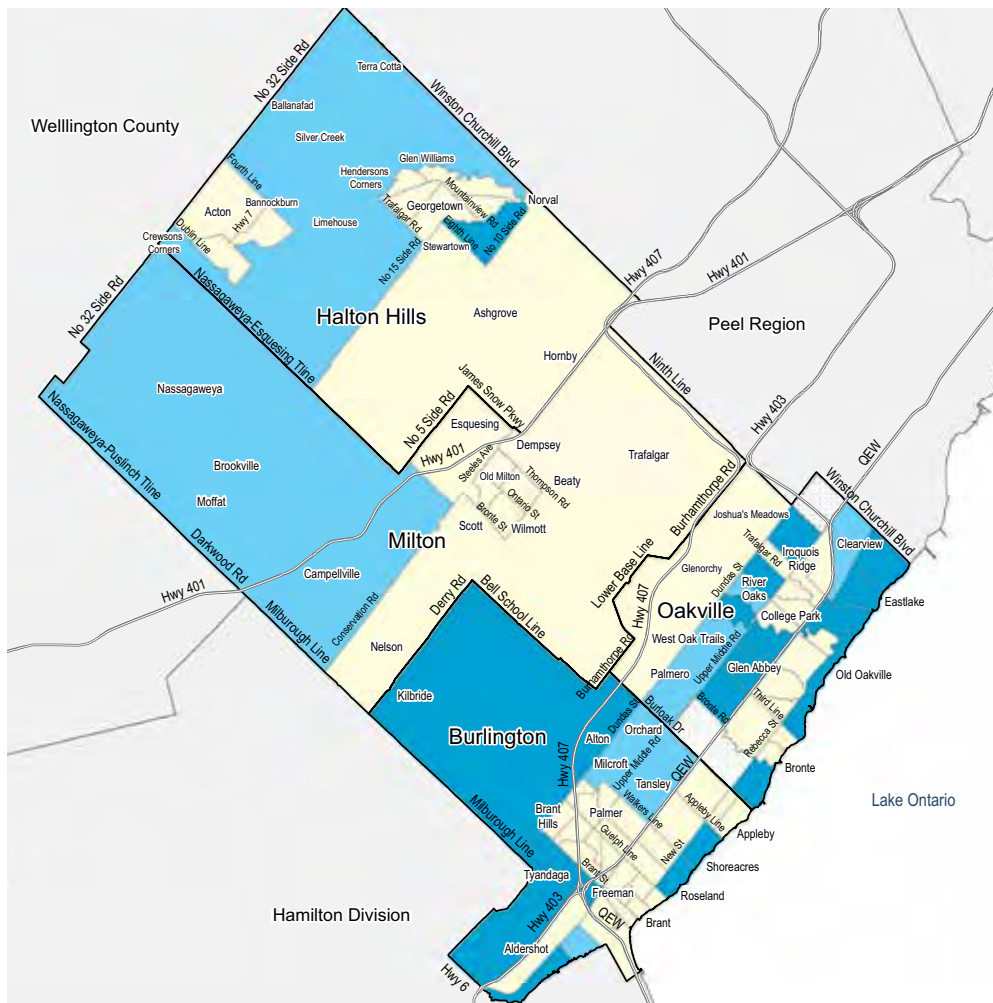 Terra Cotta
No 32 Side Rd
Winston Churchill Blvd
Ballanafad
Welllington County
Silver Creek
Glen Williams
Fourth Line
Hendersons
Corners
Mountainview Rd
Georgetown
Norval
Acton
Bannockburn
Hwy 7
Trafalgar Rd
Eighth Line
No 10 Side Rd
Limehouse
Dublin Line
Crewsons
Corners
Stewartown
No 15 Side Rd
Hwy 407
Hwy 401
Nassagaweya-Esquesing Tline
No 32 Side Rd
Halton Hills
Ashgrove
Peel Region
Hornby
Ninth Line
Nassagaweya
James Snow Pkwy
No 5 Side Rd
Hwy 403
Nassagaweya-Puslinch Tline
Esquesing
Dempsey
Hwy 401
QEW
Trafalgar
Brookville
Steeles Ave
Old Milton
Thompson Rd
Beaty
Moffat
Ontario St
Burhamthorpe Rd
Winston Churchill Blvd
Bronte St
Scott
Wilmott
Joshua's Meadows
Milton
Darkwood Rd
Trafalgar Rd
Clearview
Iroquois
Ridge
Glenorchy
Campellville
Lower Base Line
Dundas St
River
Oaks
Hwy 401
Derry Rd
Bell School Line
Hwy 407
Eastlake
Oakville
College Park
Milborough Line
Conservation Rd
West Oak Trails
Upper Middle Rd
Nelson
Burhamthorpe Rd
Palmero
Glen Abbey
Old Oakville
Kilbride
Third Line
Bronte Rd
Burloak Dr
Dundas St
Orchard
Rebecca St
Burlington
Alton
Hwy 407
Upper Middle Rd
QEW
Bronte
Milcroft
Tansley
Lake Ontario
Milburough Line
Walkers Line
Appleby Line
Brant
Hills
Palmer
Appleby
Guelph Line
New St
Shoreacres
Tyandaga
Brant St
Freeman
Roseland
Hwy 403
QEW
Brant
Hamilton Division
Aldershot
Hwy 6